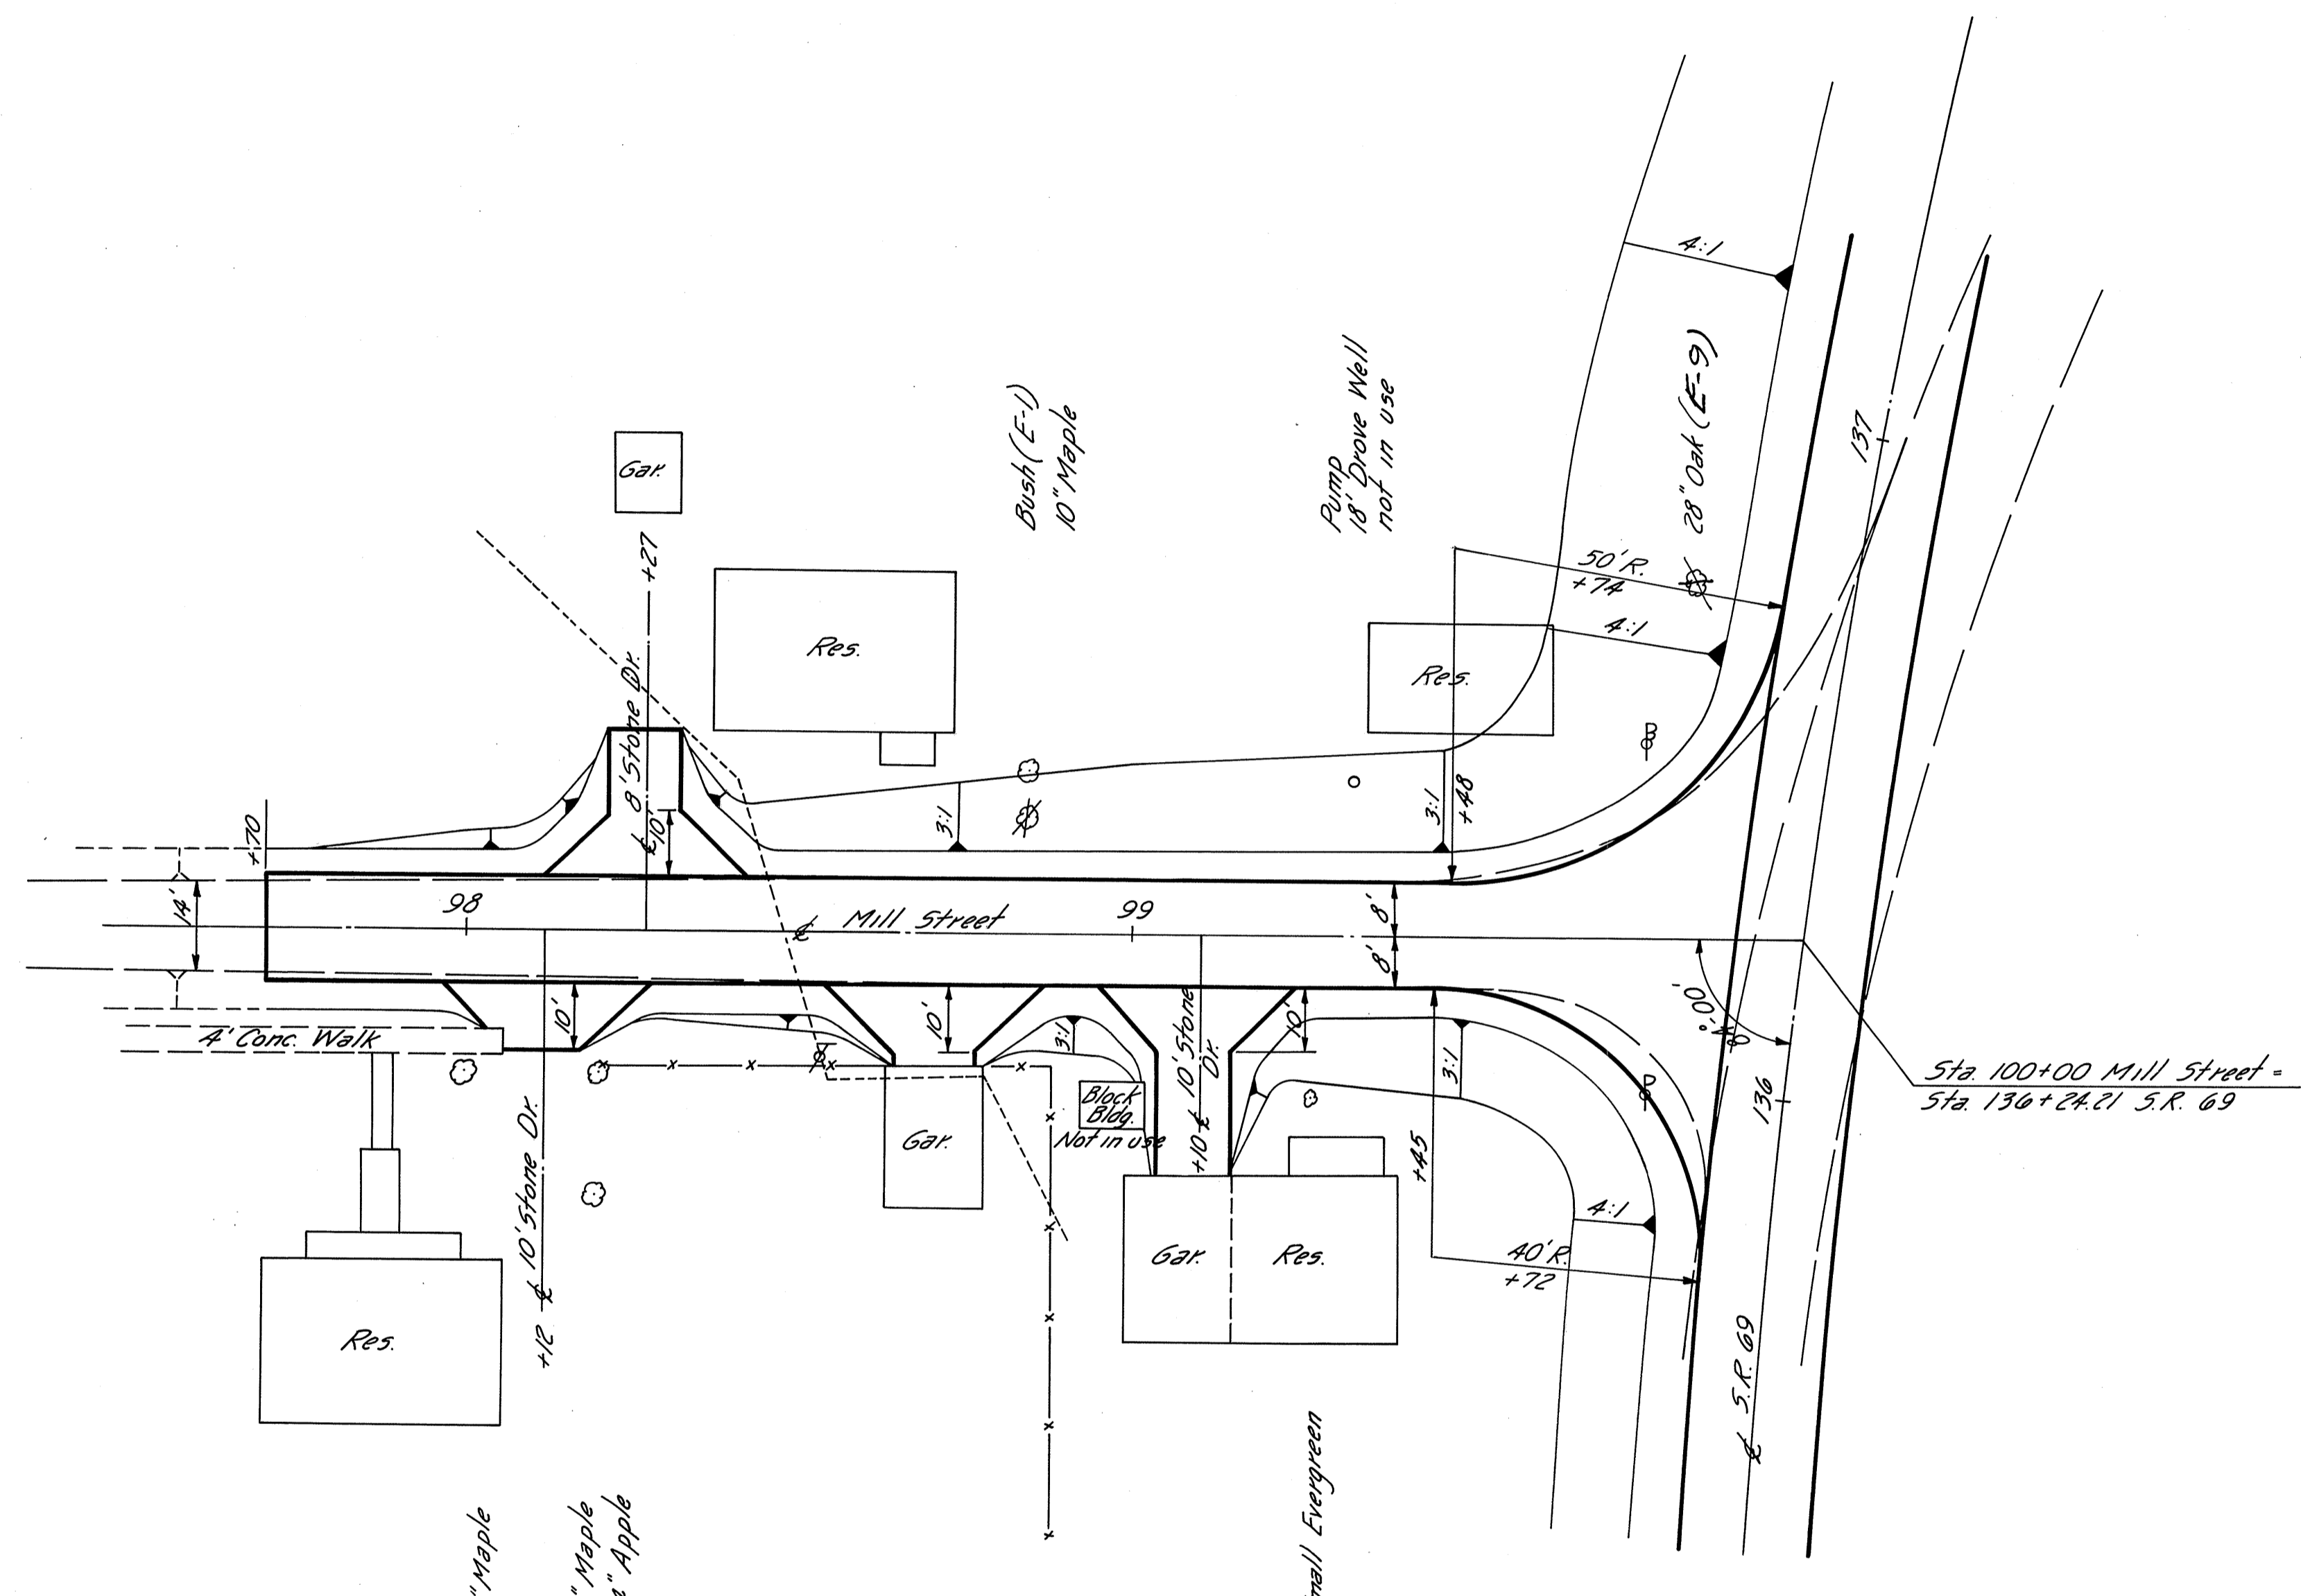 4:1
137
28" Oak (E-9)
Bush (E-1)
10" Maple
Pump
18' Drove Well
not in use
Gar.
+27
50' R.
+74
4:1
Res.
Res.
℄ 8' Stone Dr.
10'
3:1
3:1
+48
+70
14'
98
℄ Mill Street
99
8'
8'
4' Conc. Walk
10'
10'
10'
3:1
3:1
Block
Bldg.
Not in use
Gar.
+10 ℄ 10' Stone
Dr.
+45
136
Sta. 100+00 Mill Street =
Sta. 136+24.21 S.R. 69
4:1
40' R.
+72
Gar.
Res.
+12 ℄ 10' Stone Dr.
Res.
℄ S.R. 69
" Maple
" Maple
" Apple
Evergreen